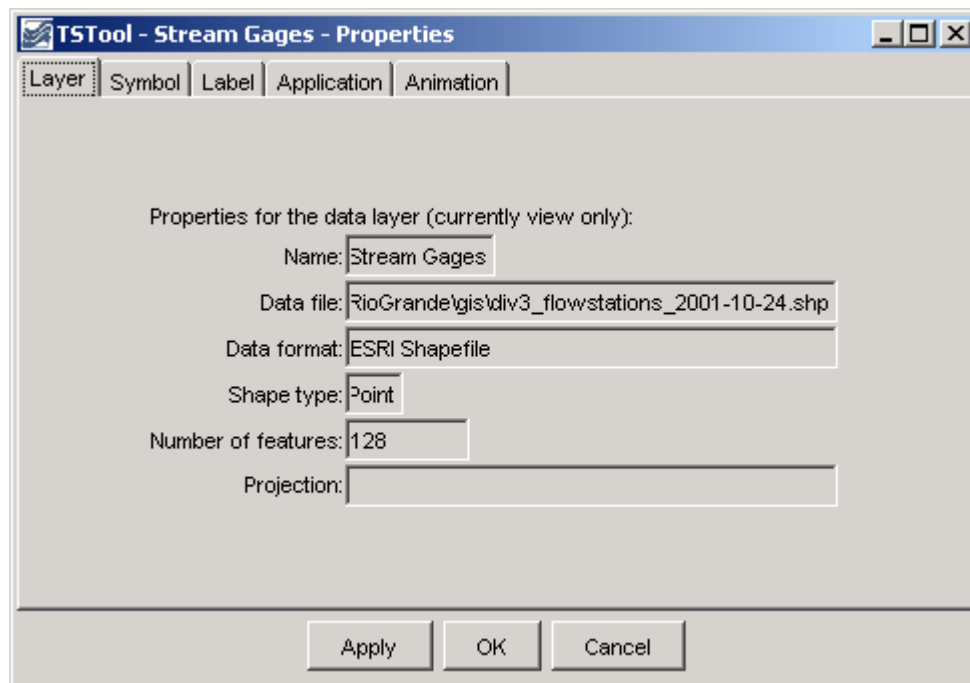 TSTool - Stream Gages - Properties
Layer Symbol Label Application Animation
Properties for the data layer (currently view only):
Name: Stream Gages
Data file: RioGrande\gis\div3_flowstations_2001-10-24.shp
Data format: ESRI Shapefile
Shape type: Point
Number of features: 128
Projection:
Apply OK Cancel